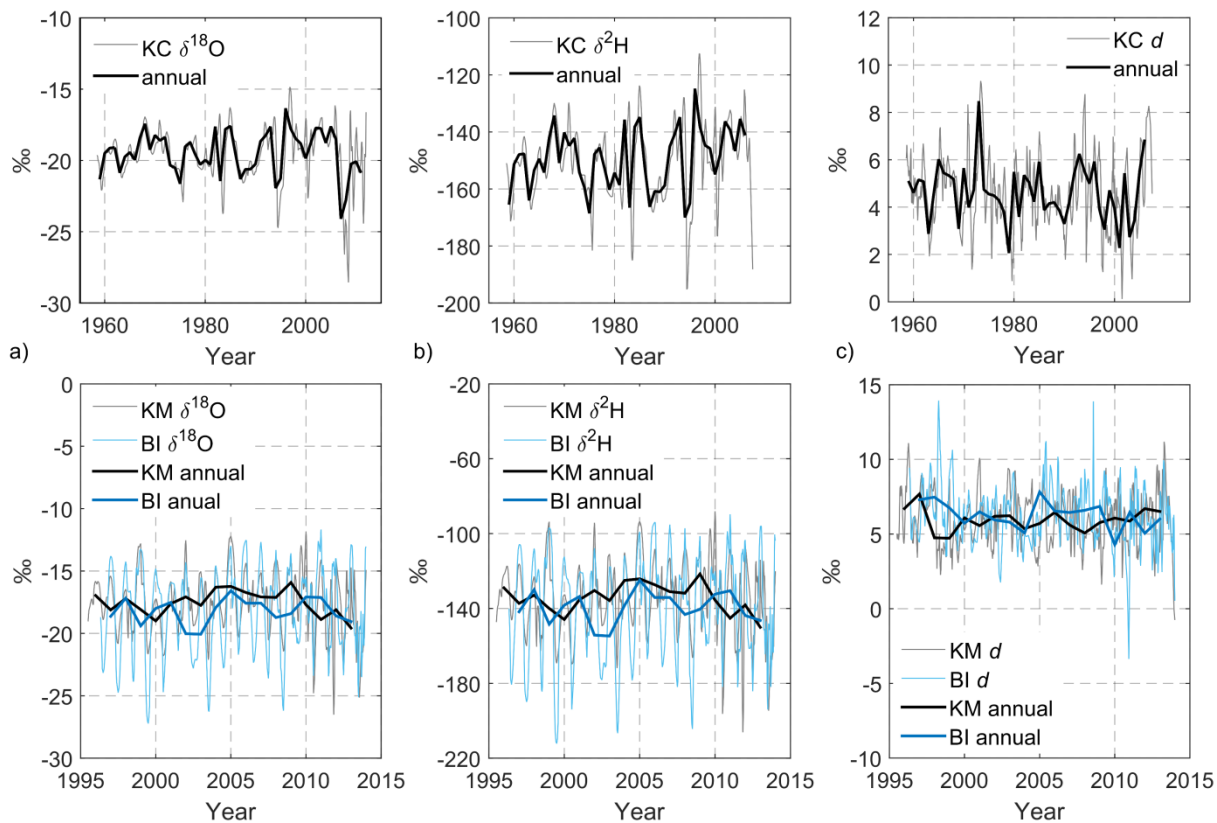 -10
-15
-20
-25
-30
‰
KC δ¹⁸O
annual
1960
1980
2000
Year
a)
-100
-120
-140
-160
-180
-200
‰
KC δ²H
annual
1960
1980
2000
Year
b)
12
10
8
6
4
2
0
‰
KC d
annual
1960
1980
2000
Year
c)
0
-5
-10
-15
-20
-25
-30
‰
KM δ¹⁸O
BI δ¹⁸O
KM annual
BI anual
1995
2000
2005
2010
2015
Year
-20
-60
-100
-140
-180
-220
‰
KM δ²H
BI δ²H
KM annual
BI annual
1995
2000
2005
2010
2015
Year
15
10
5
0
-5
-10
‰
KM d
BI d
KM annual
BI annual
1995
2000
2005
2010
2015
Year